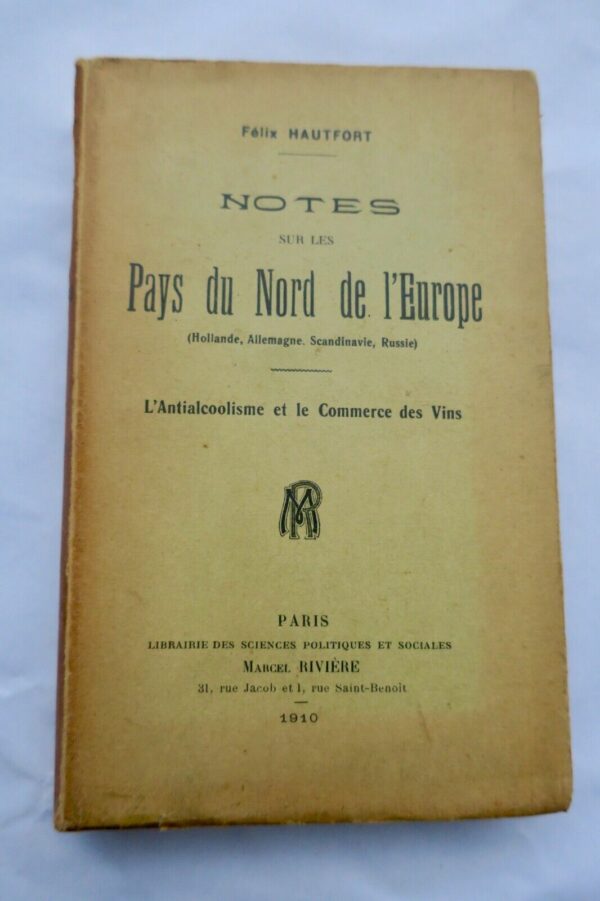 Félix HAUTFORT
NOTES
SUR LES
Pays du Nord de l'Europe
(Hollande, Allemagne. Scandinavie, Russie)
L'Antialcoolisme et le Commerce des Vins
MR
PARIS
LIBRAIRIE DES SCIENCES POLITIQUES ET SOCIALES
MARCEL RIVIÈRE
31, rue Jacob et 1, rue Saint-Benoît
1910